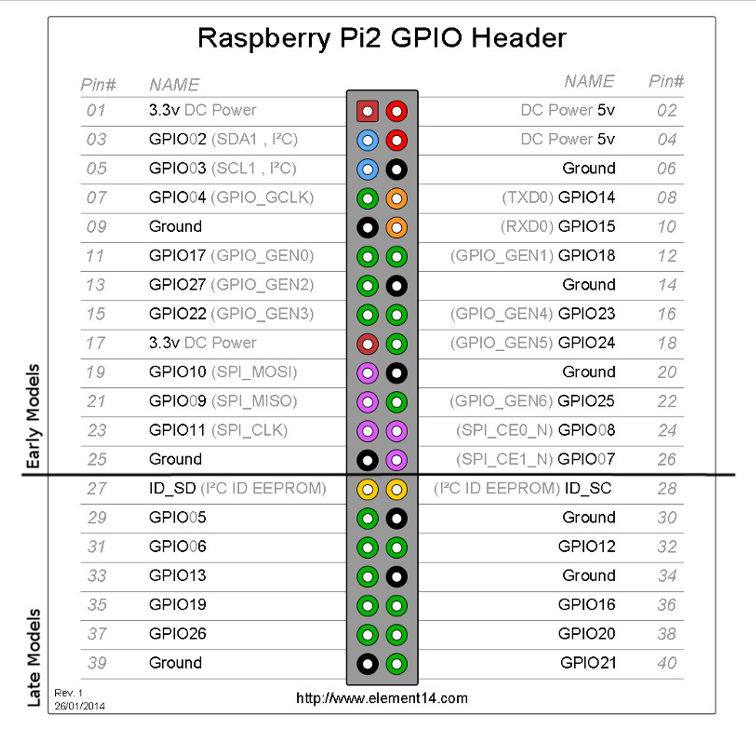 Raspberry Pi2 GPIO Header
Pin# NAME NAME Pin#
01 3.3v DC Power DC Power 5v 02
03 GPIO02 (SDA1 , I²C) DC Power 5v 04
05 GPIO03 (SCL1 , I²C) Ground 06
07 GPIO04 (GPIO_GCLK) (TXD0) GPIO14 08
09 Ground (RXD0) GPIO15 10
11 GPIO17 (GPIO_GEN0) (GPIO_GEN1) GPIO18 12
13 GPIO27 (GPIO_GEN2) Ground 14
15 GPIO22 (GPIO_GEN3) (GPIO_GEN4) GPIO23 16
17 3.3v DC Power (GPIO_GEN5) GPIO24 18
19 GPIO10 (SPI_MOSI) Ground 20
21 GPIO09 (SPI_MISO) (GPIO_GEN6) GPIO25 22
23 GPIO11 (SPI_CLK) (SPI_CE0_N) GPIO08 24
25 Ground (SPI_CE1_N) GPIO07 26
Early Models
27 ID_SD (I²C ID EEPROM) (I²C ID EEPROM) ID_SC 28
29 GPIO05 Ground 30
31 GPIO06 GPIO12 32
33 GPIO13 Ground 34
35 GPIO19 GPIO16 36
37 GPIO26 GPIO20 38
39 Ground GPIO21 40
Late Models
Rev. 1
26/01/2014
http://www.element14.com